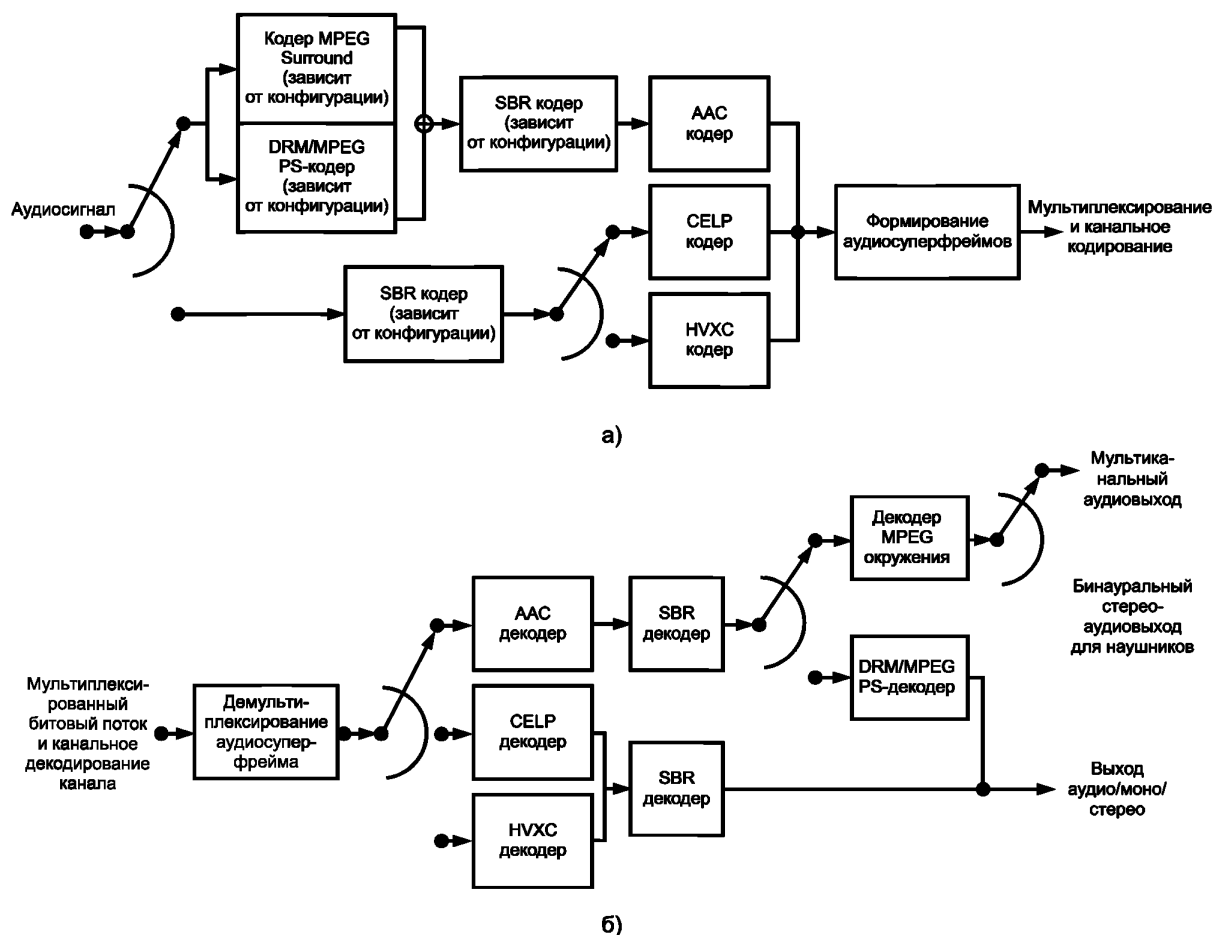 Кодер MPEG
Surround
(зависит
от конфигурации)
DRM/MPEG
PS-кодер
(зависит
от конфигурации)
SBR кодер
(зависит
от конфигурации)
AAC
кодер
Аудиосигнал
CELP
кодер
Формирование
аудиосуперфреймов
Мультиплексирование
и канальное
кодирование
SBR кодер
(зависит
от конфигурации)
HVXC
кодер
а)
Мультика-
нальный
аудиовыход
Декодер
MPEG
окружения
Бинауральный
стерео-
аудиовыход
для наушников
AAC
декодер
SBR
декодер
DRM/MPEG
PS-декодер
Мультиплекси-
рованный
битовый поток
и канальное
декодирование
канала
Демульти-
плексирование
аудиосупер-
фрейма
CELP
декодер
SBR
декодер
Выход
аудио/моно/
стерео
HVXC
декодер
б)